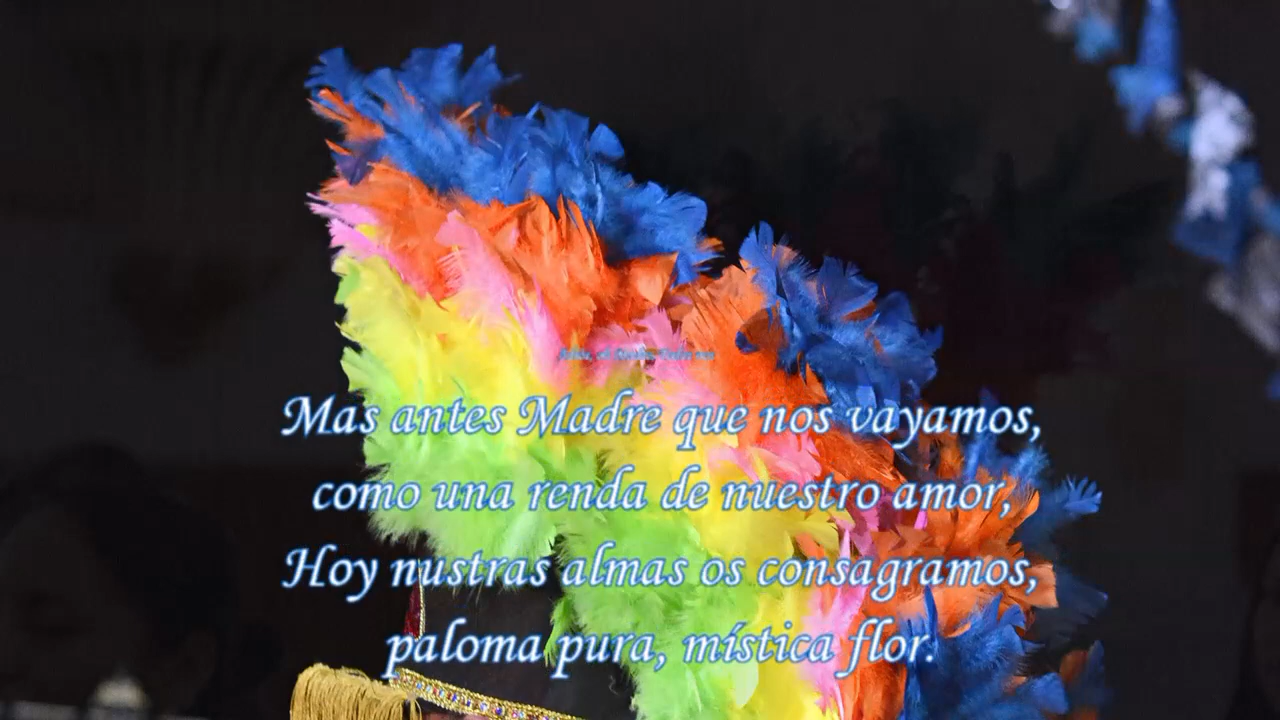 Mas antes Madre que nos vayamos,
como una renda de nuestro amor,
Hoy nustras almas os consagramos,
paloma pura, mística flor.